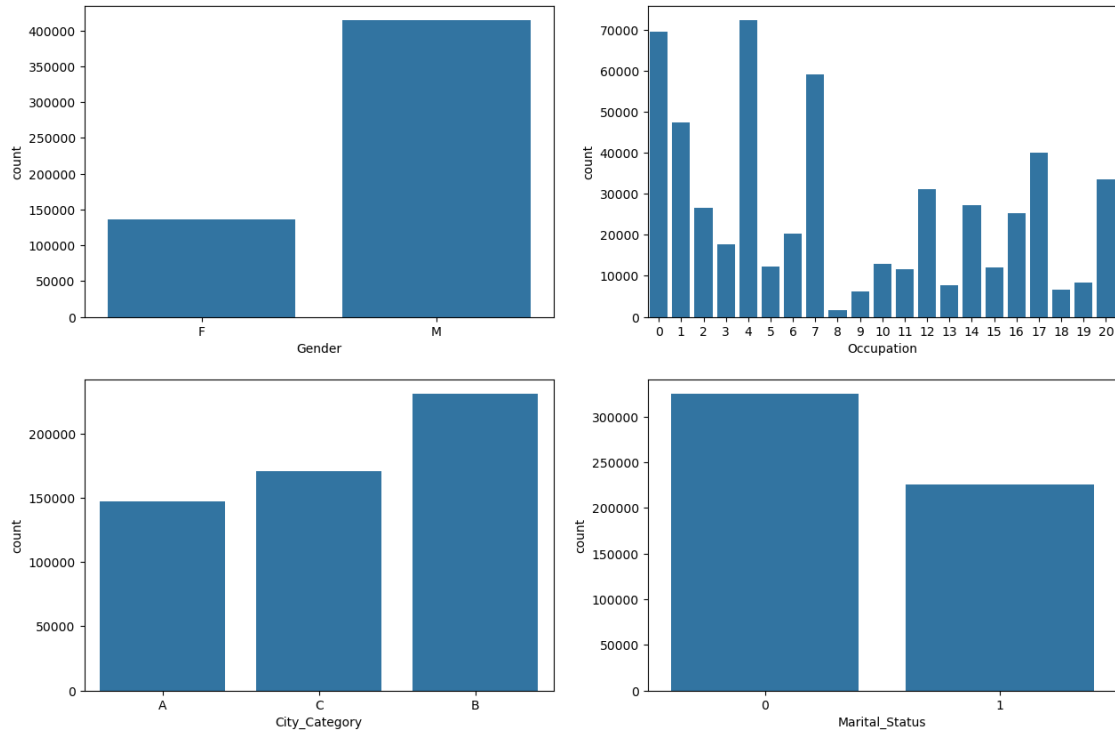 400000
350000
300000
250000
200000
150000
100000
50000
0
count
F M
Gender
70000
60000
50000
40000
30000
20000
10000
0
count
0 1 2 3 4 5 6 7 8 9 10 11 12 13 14 15 16 17 18 19 20
Occupation
200000
150000
100000
50000
0
count
A C B
City_Category
300000
250000
200000
150000
100000
50000
0
count
0 1
Marital_Status